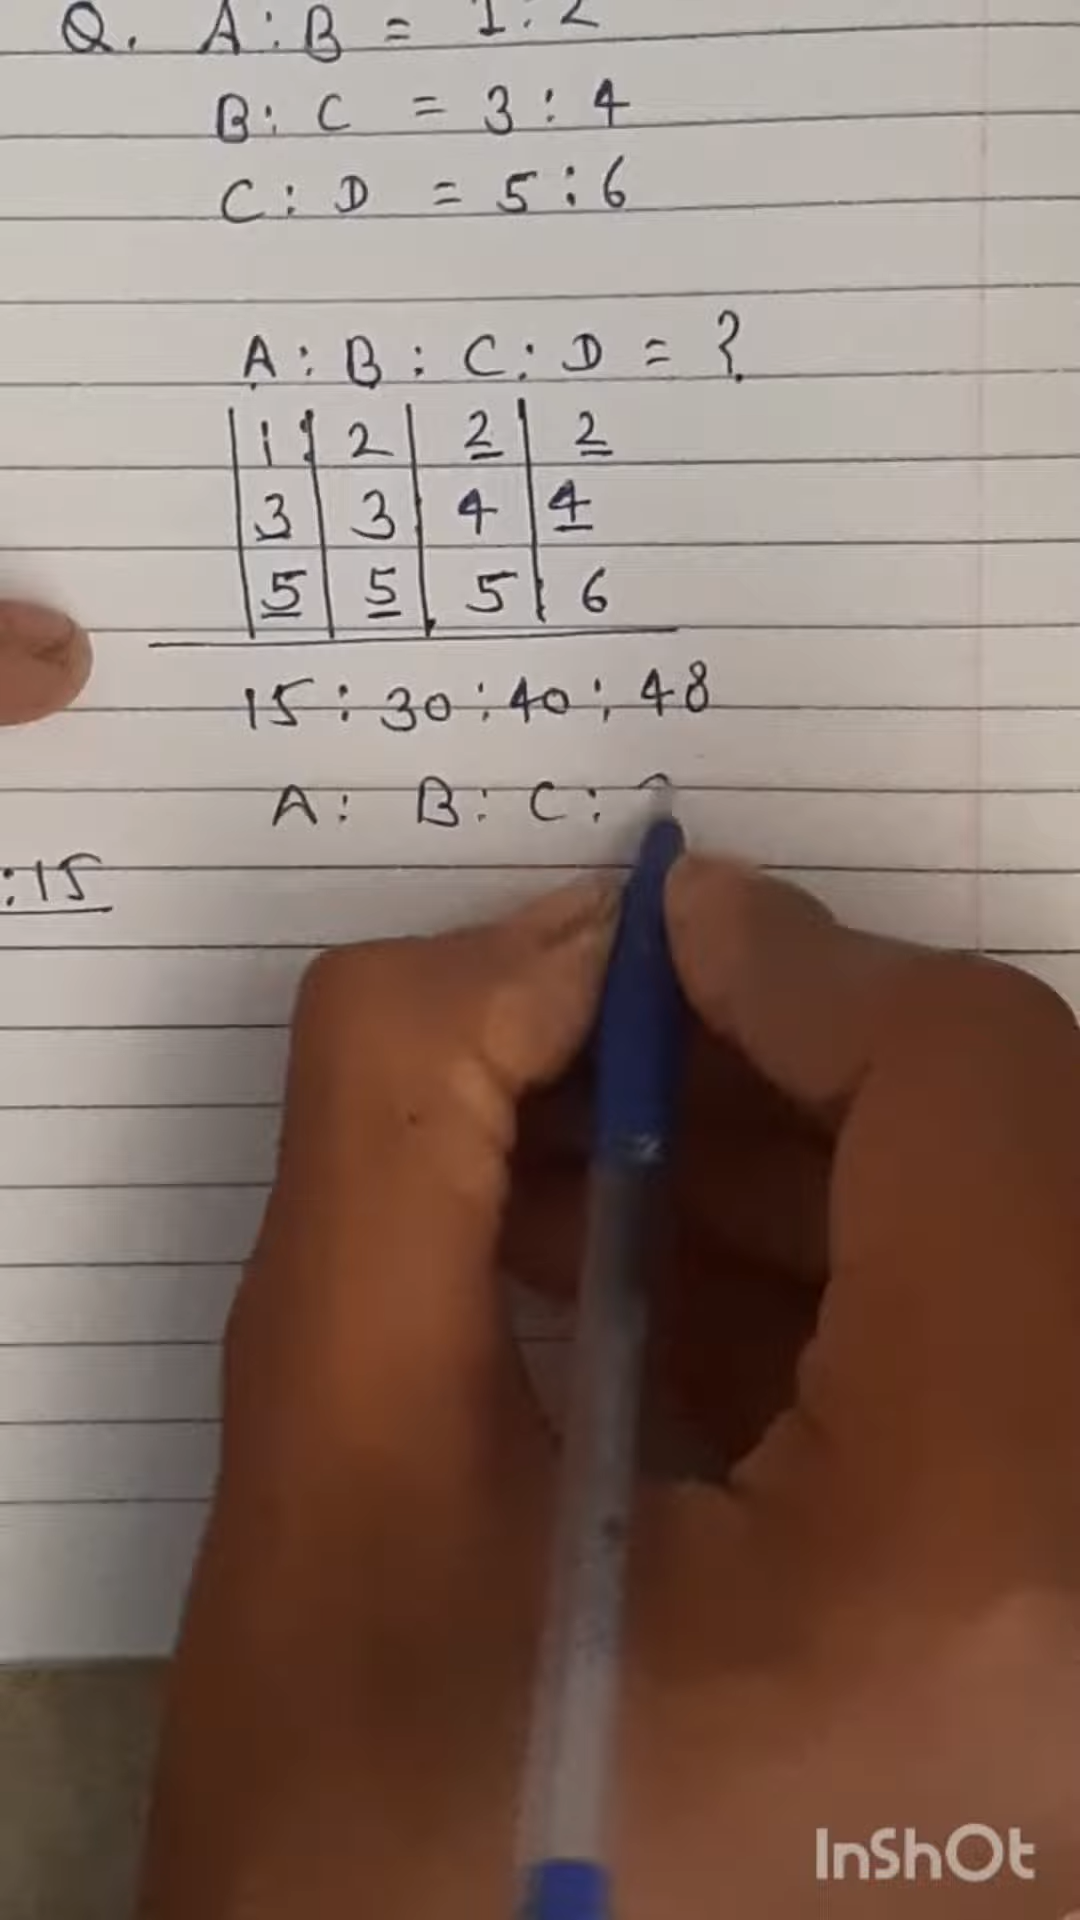 Q. A : B = 1 : 2
B : C = 3 : 4
C : D = 5 : 6
A : B : C : D = ?
1 2 2 2
3 3 4 4
5 5 5 6
15 : 30 : 40 : 48
A : B : C :
: 15
InShOt